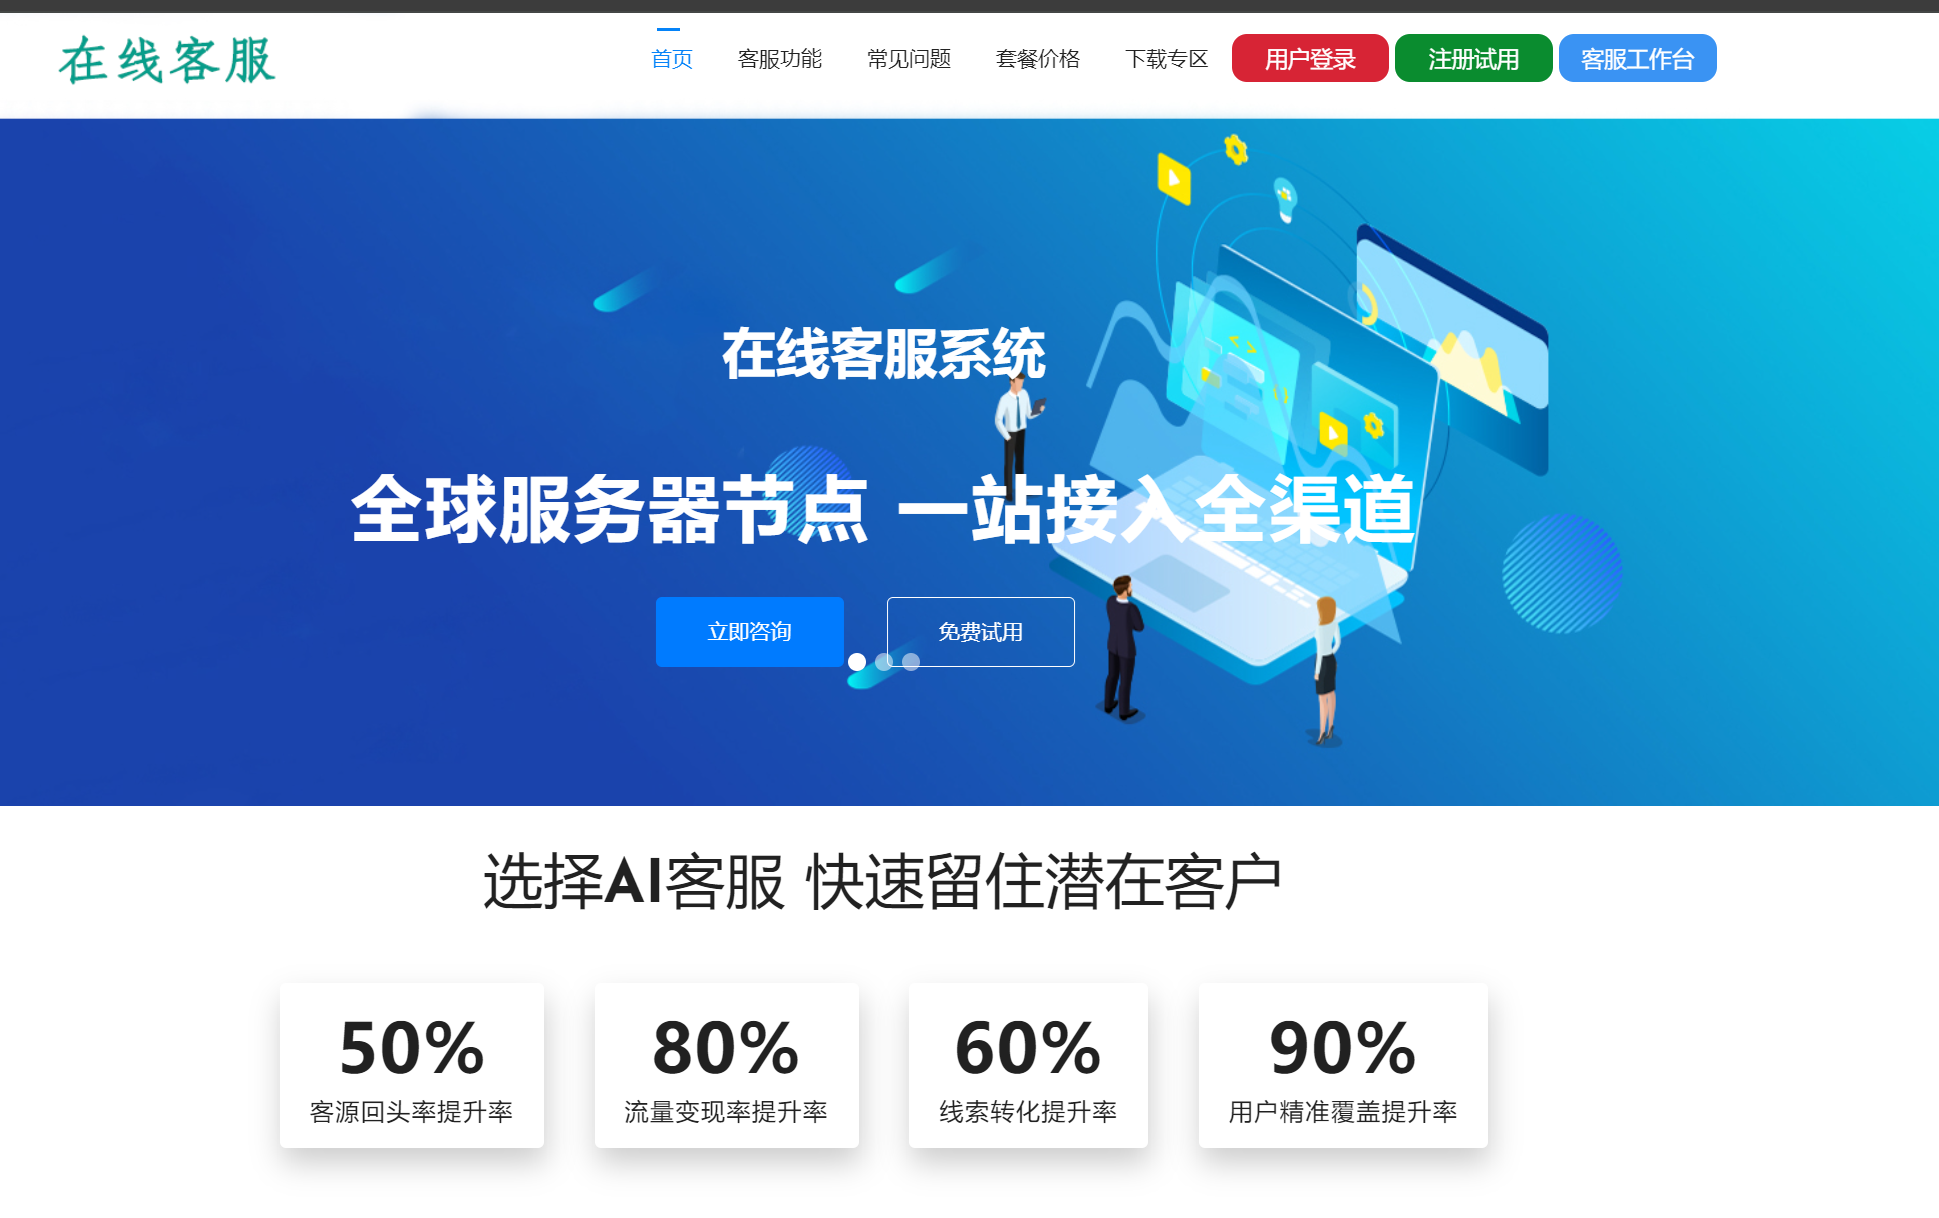 在线客服
首页 客服功能 常见问题 套餐价格 下载专区 用户登录 注册试用 客服工作台
在线客服系统
全球服务器节点 一站接入全渠道
立即咨询 免费试用
选择AI客服 快速留住潜在客户
50% 80% 60% 90%
客源回头率提升率 流量变现率提升率 线索转化提升率 用户精准覆盖提升率